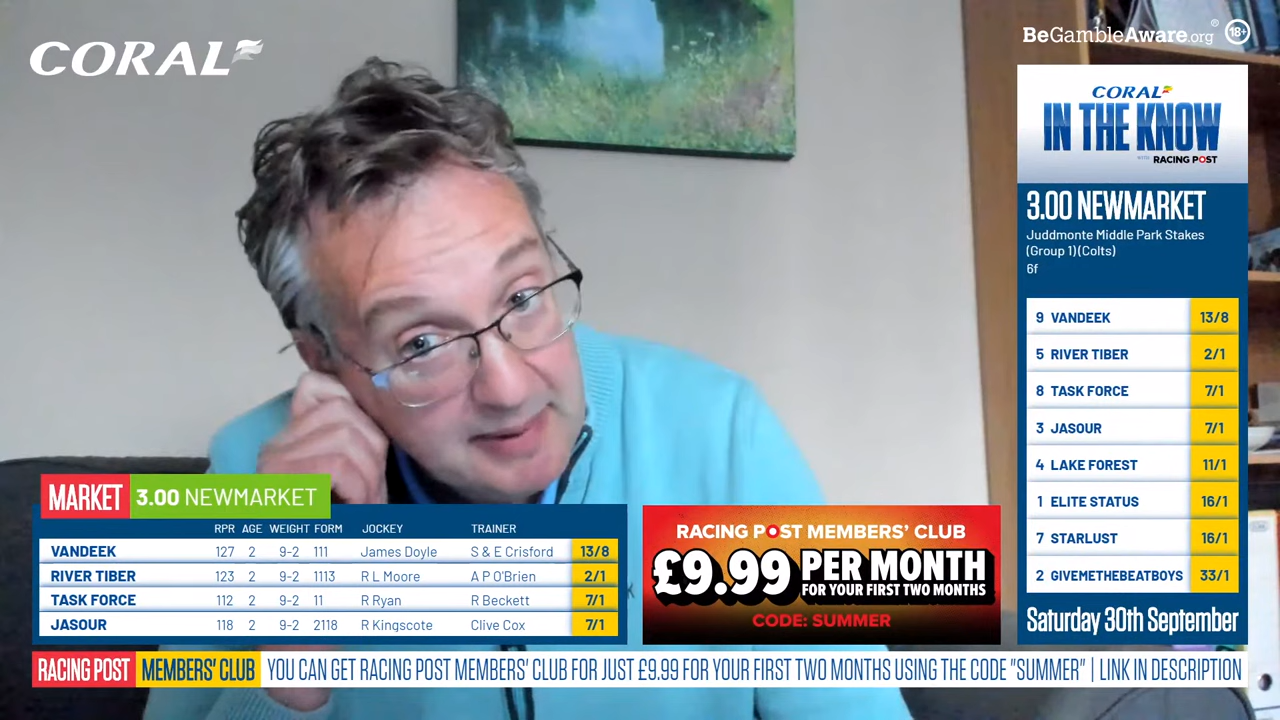 CORAL
BeGambleAware.org® 18+
CORAL
IN THE KNOW
WITH RACING POST
3.00 NEWMARKET
Juddmonte Middle Park Stakes
(Group 1)(Colts)
6f
9 VANDEEK 13/8
5 RIVER TIBER 2/1
8 TASK FORCE 7/1
3 JASOUR 7/1
4 LAKE FOREST 11/1
1 ELITE STATUS 16/1
7 STARLUST 16/1
2 GIVEMETHEBEATBOYS 33/1
Saturday 30th September
MARKET 3.00 NEWMARKET
RPR AGE WEIGHT FORM JOCKEY TRAINER
VANDEEK 127 2 9-2 111 James Doyle S & E Crisford 13/8
RIVER TIBER 123 2 9-2 1113 R L Moore A P O'Brien 2/1
TASK FORCE 112 2 9-2 11 R Ryan R Beckett 7/1
JASOUR 118 2 9-2 2118 R Kingscote Clive Cox 7/1
RACING POST MEMBERS' CLUB
£9.99 PER MONTH
FOR YOUR FIRST TWO MONTHS
CODE: SUMMER
RACING POST MEMBERS' CLUB YOU CAN GET RACING POST MEMBERS' CLUB FOR JUST £9.99 FOR YOUR FIRST TWO MONTHS USING THE CODE "SUMMER" | LINK IN DESCRIPTION